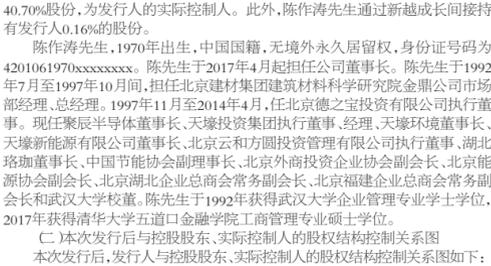 40.70%股份，为发行人的实际控制人。此外，陈作涛先生通过新越成长间接持
有发行人0.16%的股份。
陈作涛先生，1970年出生，中国国籍，无境外永久居留权，身份证号码为
4201061970xxxxxxxx。陈先生于2017年4月起担任公司董事长。陈先生于1992
年7月至1997年10月间，担任北京建材集团建筑材料科学研究院金鼎公司市场
部经理、总经理。1997年11月至2014年4月，任北京德之宝投资有限公司执行董
事。现任聚辰半导体董事长、天壕投资集团执行董事、经理、天壕环境董事长、
天壕新能源有限公司董事长、北京云和方圆投资管理有限公司执行董事、湖北
珞珈董事长、中国节能协会副理事长、北京外商投资企业协会副会长、北京能
源协会副会长、北京湖北企业总商会常务副会长、北京福建企业总商会常务副
会长和武汉大学校董。陈先生于1992年获得武汉大学企业管理专业学士学位，
2017年获得清华大学五道口金融学院工商管理专业硕士学位。
（二）本次发行后与控股股东、实际控制人的股权结构控制关系图
本次发行后，发行人与控股股东、实际控制人的股权结构控制关系图如下：